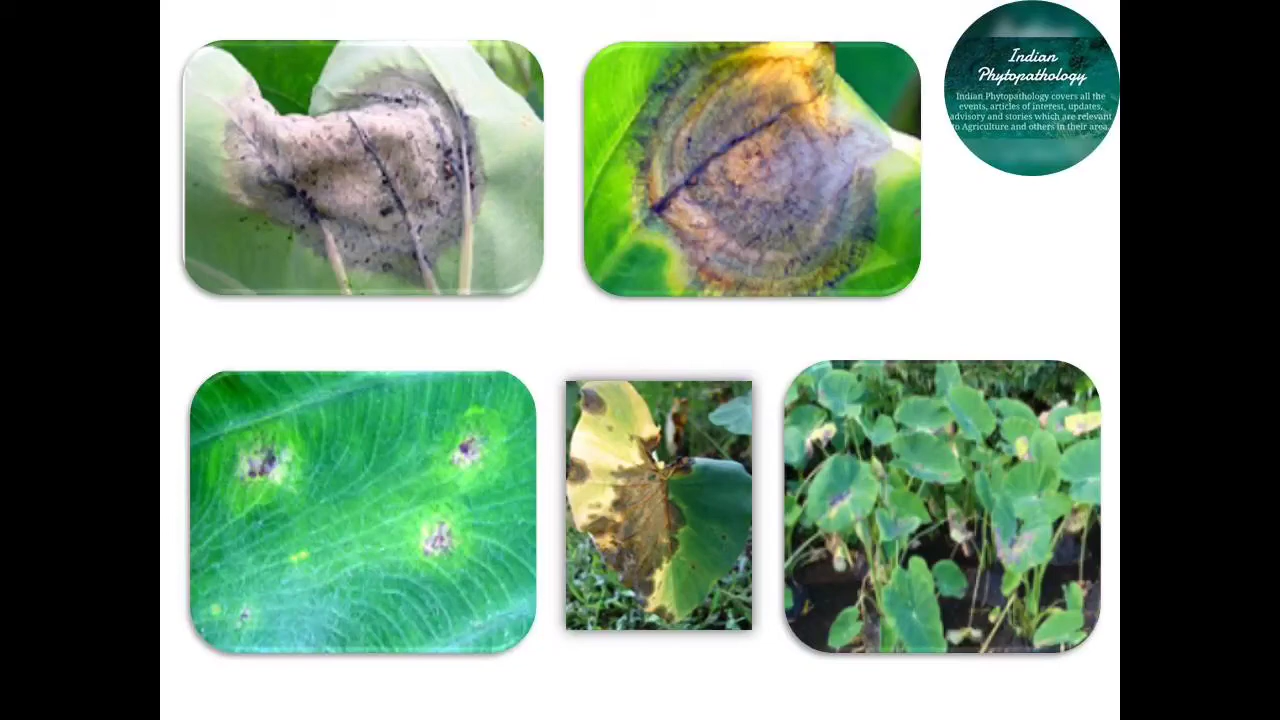 Indian
Phytopathology
Indian Phytopathology covers all the
events, articles of interest, updates,
advisory and stories which are relevant
to Agriculture and others in their area.